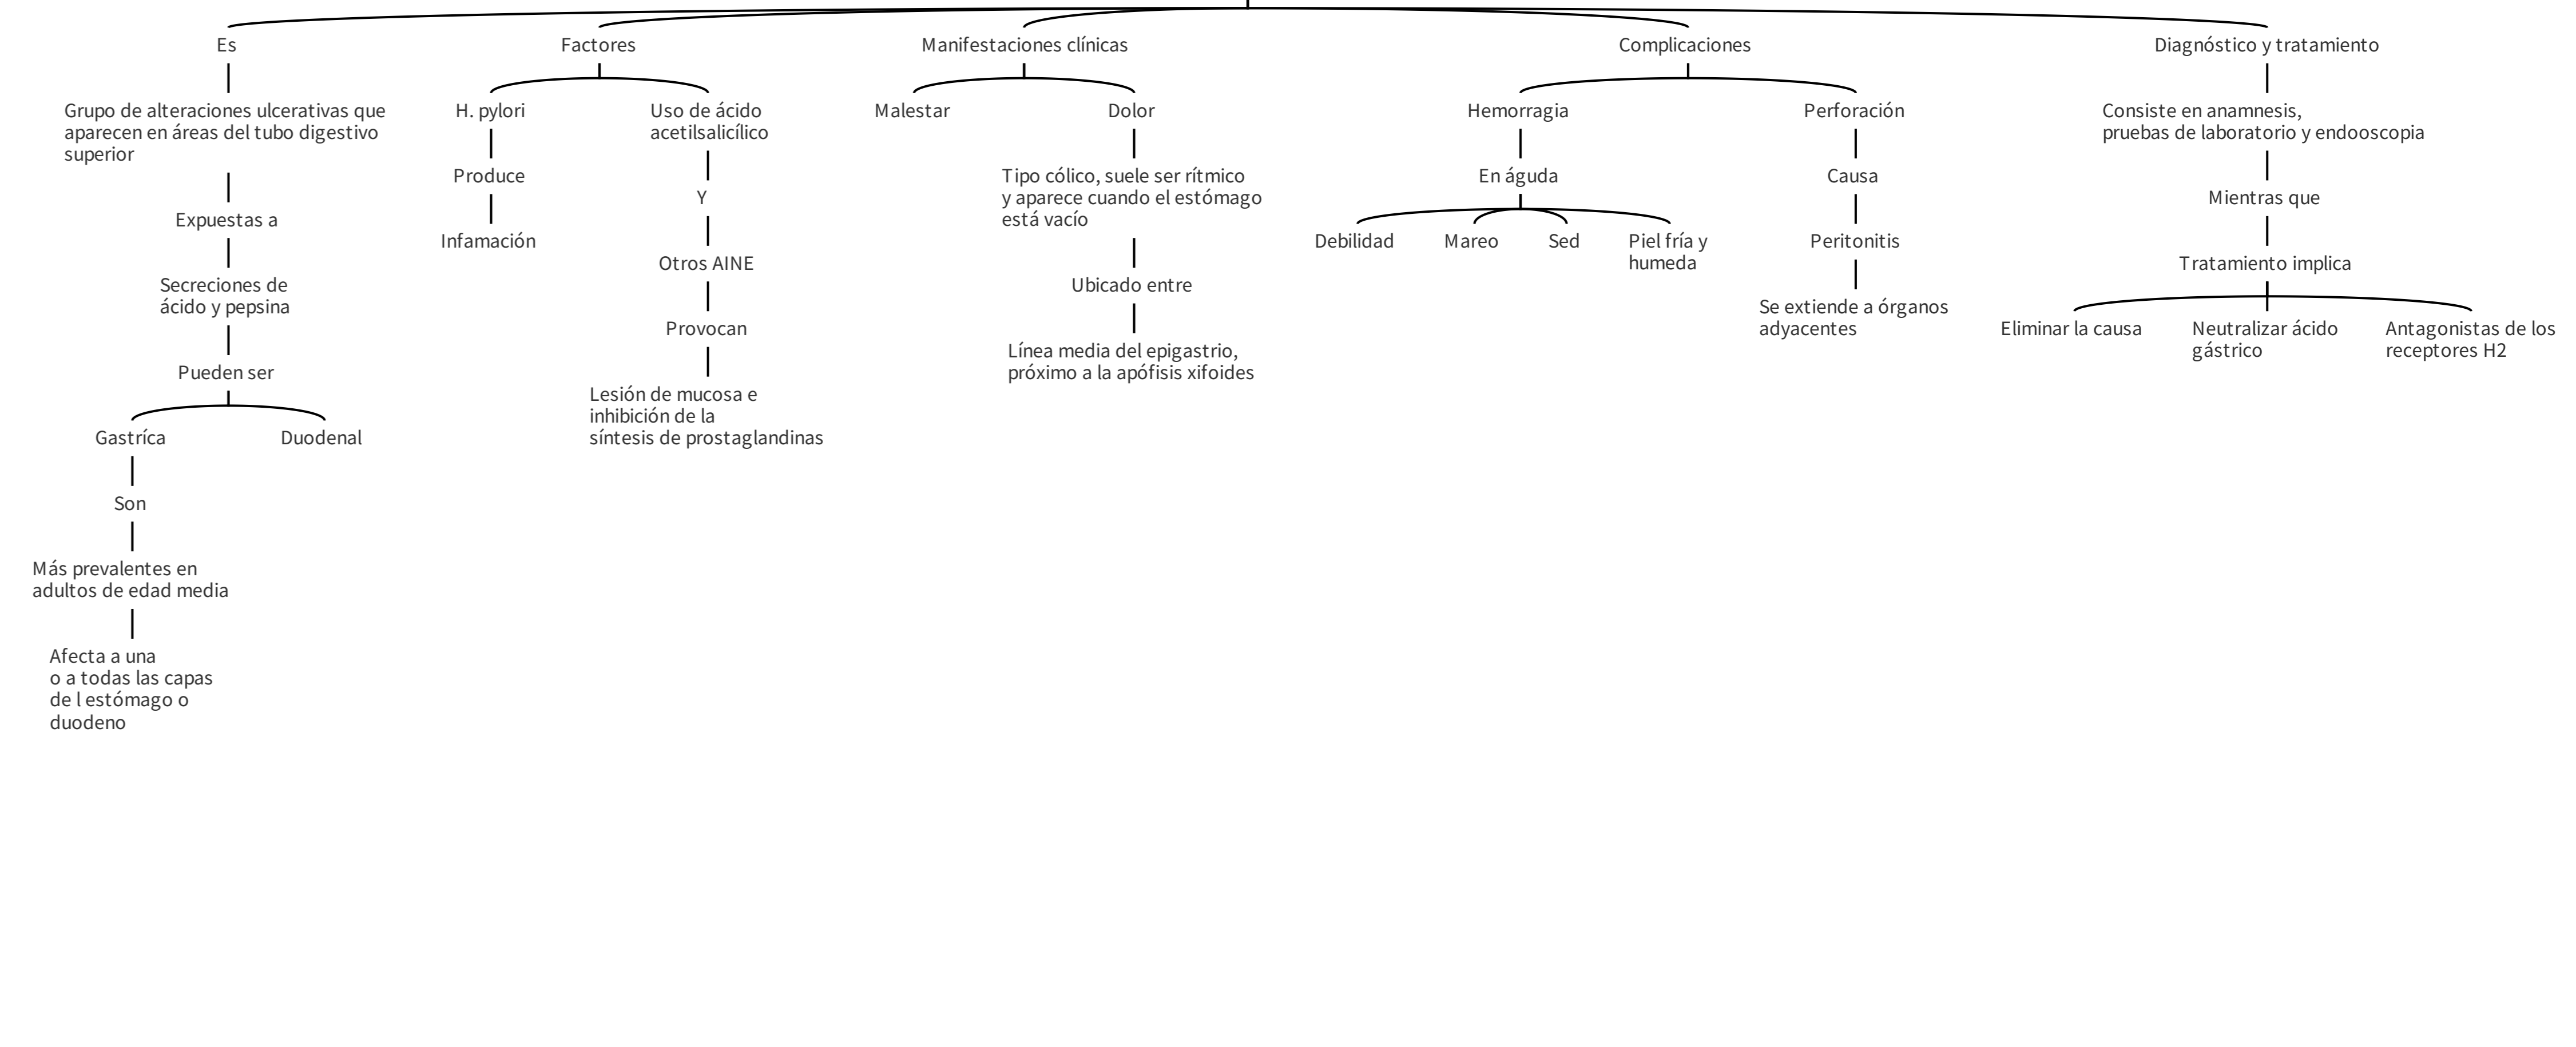 Es
Grupo de alteraciones ulcerativas que
aparecen en áreas del tubo digestivo
superior
Expuestas a
Secreciones de
ácido y pepsina
Pueden ser
Gastríca
Son
Más prevalentes en
adultos de edad media
Afecta a una
o a todas las capas
de l estómago o
duodeno
Duodenal
Factores
H. pylori
Produce
Infamación
Uso de ácido
acetilsalicílico
Y
Otros AINE
Provocan
Lesión de mucosa e
inhibición de la
síntesis de prostaglandinas
Manifestaciones clínicas
Malestar
Dolor
Tipo cólico, suele ser rítmico
y aparece cuando el estómago
está vacío
Ubicado entre
Línea media del epigastrio,
próximo a la apófisis xifoides
Complicaciones
Hemorragia
En águda
Debilidad
Mareo
Sed
Piel fría y
humeda
Perforación
Causa
Peritonitis
Se extiende a órganos
adyacentes
Diagnóstico y tratamiento
Consiste en anamnesis,
pruebas de laboratorio y endooscopia
Mientras que
Tratamiento implica
Eliminar la causa
Neutralizar ácido
gástrico
Antagonistas de los
receptores H2